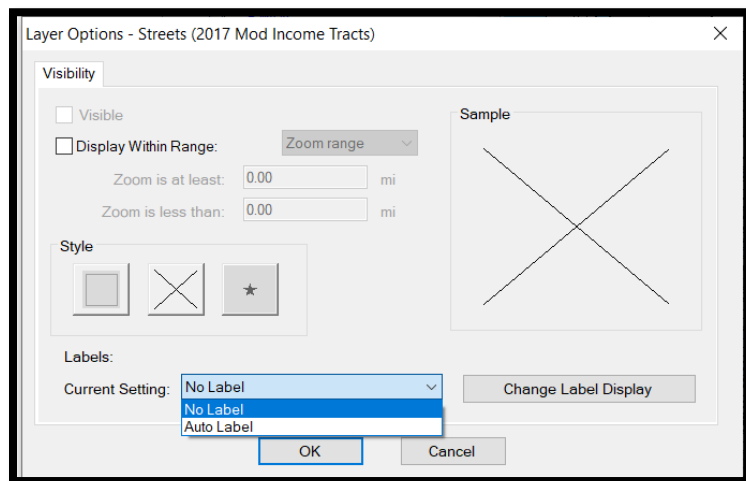 Layer Options - Streets (2017 Mod Income Tracts)
Visibility
Visible
Display Within Range:
Zoom range
Zoom is at least:
0.00
mi
Zoom is less than:
0.00
mi
Sample
Style
Labels:
Current Setting:
No Label
No Label
Auto Label
Change Label Display
OK
Cancel